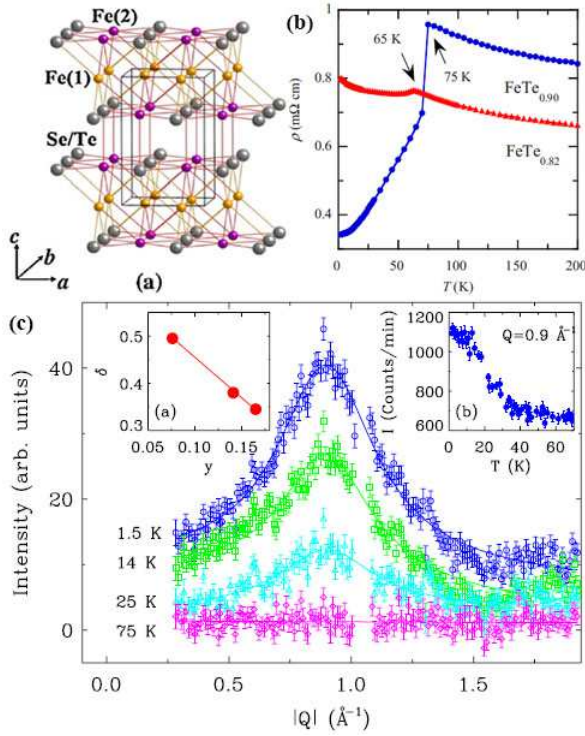 Fe(2)
Fe(1)
Se/Te
c
b
a
(a)
(b)
65 K
75 K
FeTe0.90
FeTe0.82
ρ (mΩ cm)
1
0.8
0.6
0.4
0 50 100 150 200
T (K)
(c)
Intensity (arb. units)
40
20
0
0.5
0.4
0.3
δ
(a)
0.05 0.10 0.15
y
I (Counts/min)
1200
1000
800
600
Q=0.9 Å⁻¹
(b)
0 20 40 60
T (K)
1.5 K
14 K
25 K
75 K
0.0 0.5 1.0 1.5
|Q| (Å⁻¹)